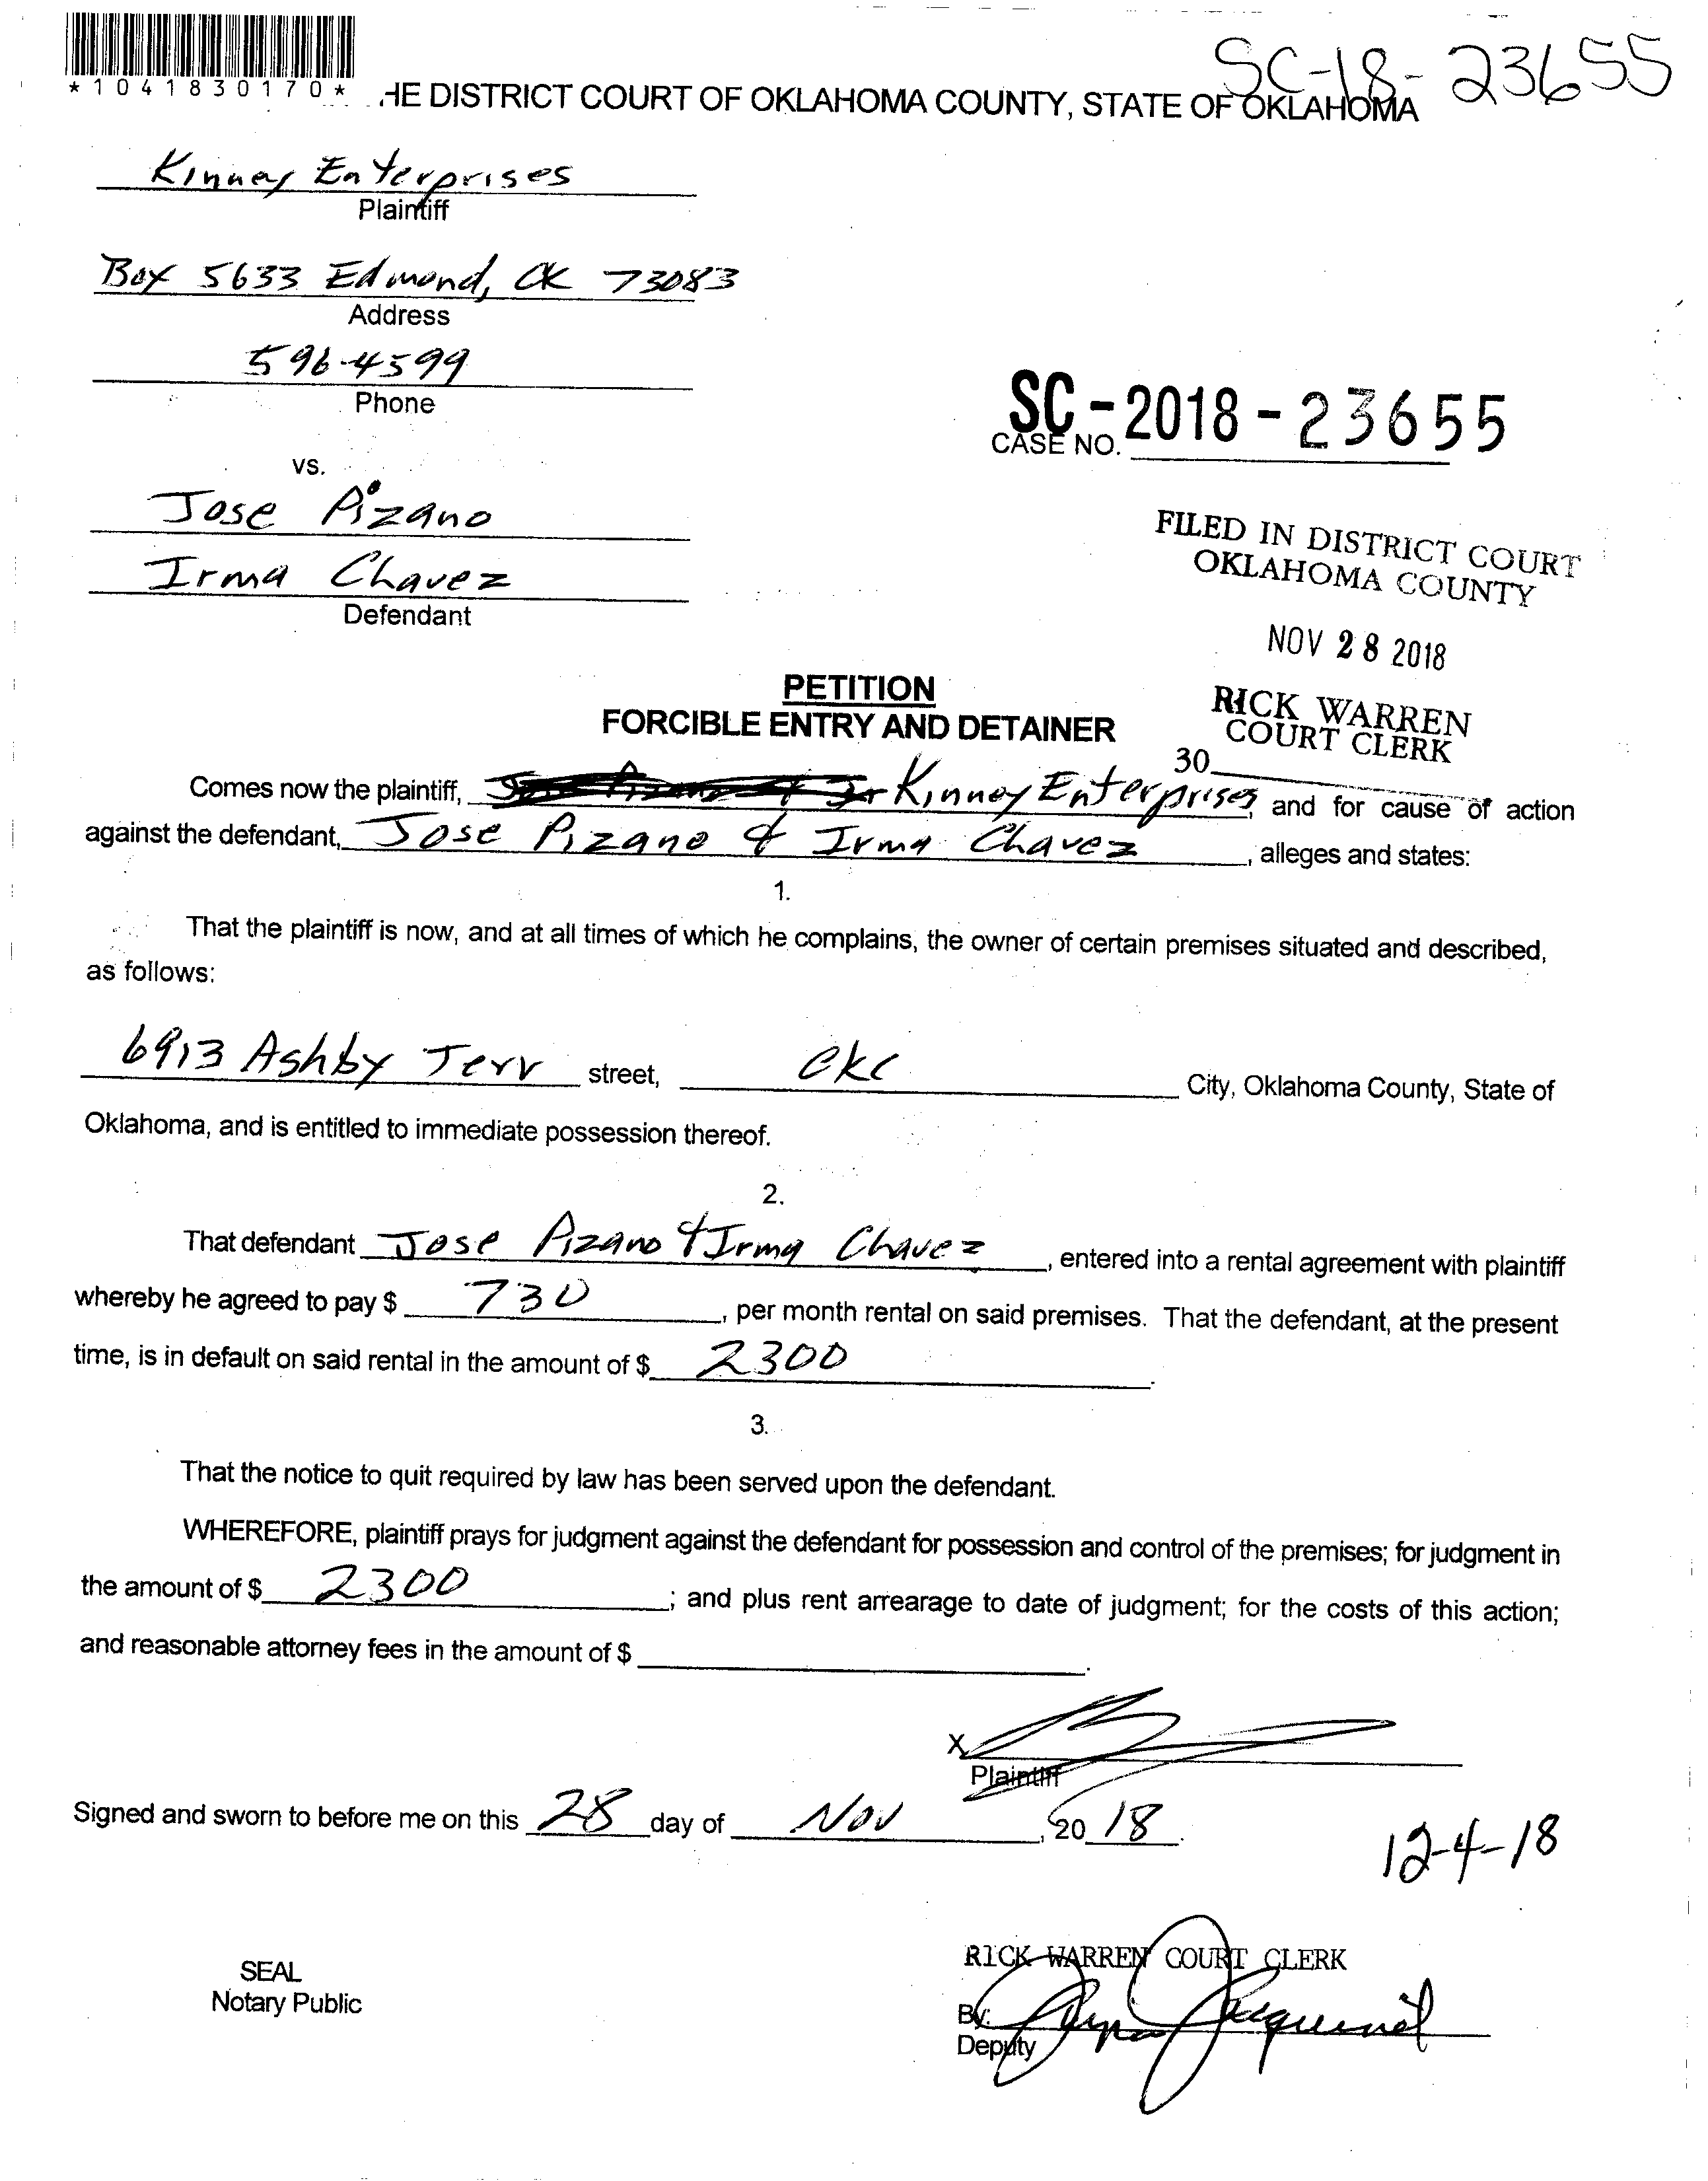 SC-18-23655
*1041830170*
HE DISTRICT COURT OF OKLAHOMA COUNTY, STATE OF OKLAHOMA
Kinney Enterprises
Plaintiff
Box 5633 Edmond, OK 73083
Address
596-4599
Phone
SC-2018-23655
CASE NO.
vs.
Jose Pizano
Irma Chavez
Defendant
FILED IN DISTRICT COURT
OKLAHOMA COUNTY
NOV 28 2018
RICK WARREN
COURT CLERK
30
PETITION
FORCIBLE ENTRY AND DETAINER
Comes now the plaintiff, Kinney Enterprises, and for cause of action
against the defendant, Jose Pizano & Irma Chavez, alleges and states:
1.
That the plaintiff is now, and at all times of which he complains, the owner of certain premises situated and described,
as follows:
6913 Ashby Terr street, OKC City, Oklahoma County, State of
Oklahoma, and is entitled to immediate possession thereof.
2.
That defendant Jose Pizano & Irma Chavez, entered into a rental agreement with plaintiff
whereby he agreed to pay $ 730, per month rental on said premises. That the defendant, at the present
time, is in default on said rental in the amount of $ 2300.
3.
That the notice to quit required by law has been served upon the defendant.
WHEREFORE, plaintiff prays for judgment against the defendant for possession and control of the premises; for judgment in
the amount of $ 2300; and plus rent arrearage to date of judgment; for the costs of this action;
and reasonable attorney fees in the amount of $ .
X
Plaintiff
Signed and sworn to before me on this 28 day of Nov, 20 18.
12-4-18
SEAL
Notary Public
RICK WARREN COURT CLERK
By:
Deputy